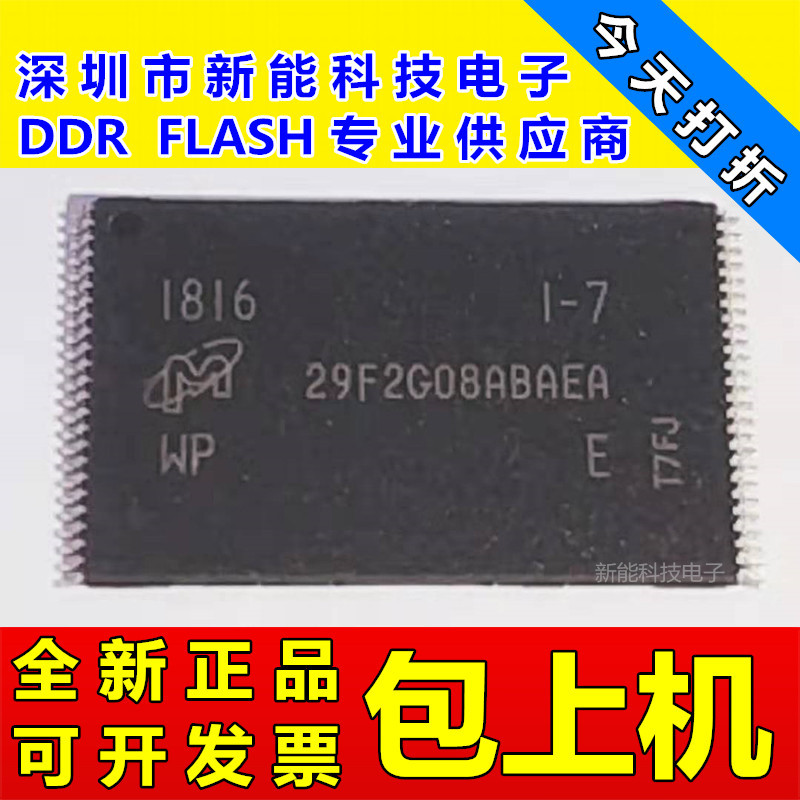 深圳市新能科技电子
DDR FLASH专业供应商
今天打折
1816 1-7
M 29F2G08ABAEA
WP E
T7FJ
新能科技电子
全新正品
可开发票
包上机